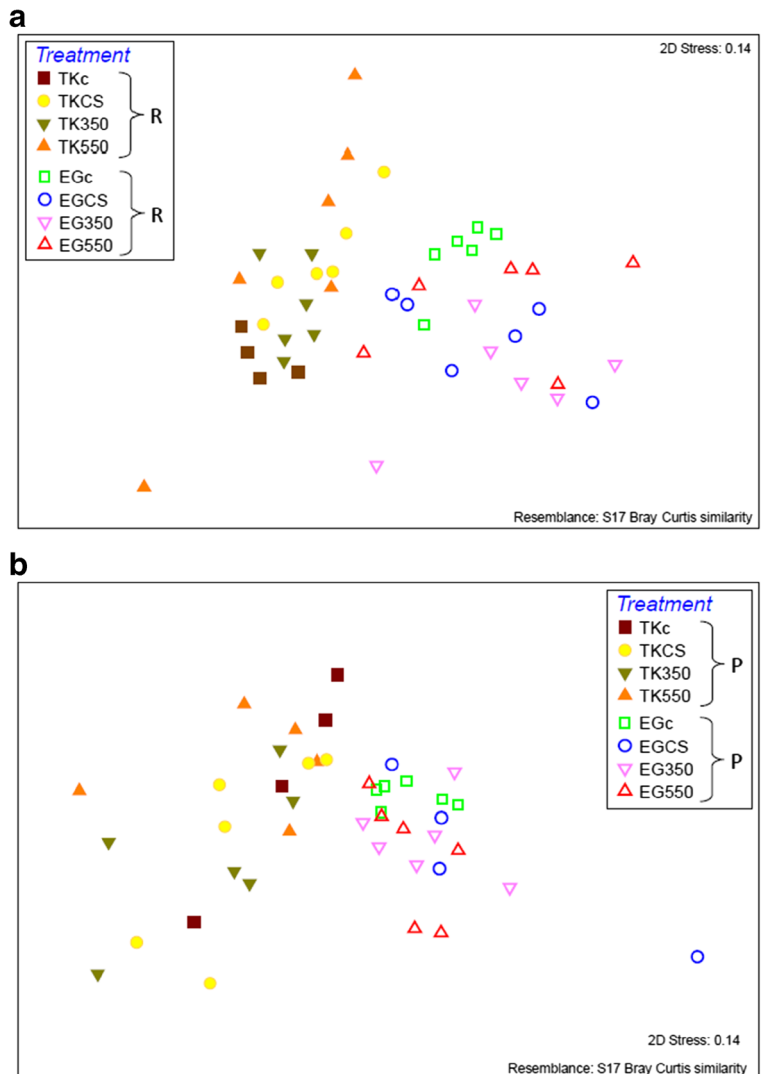 a
Treatment
2D Stress: 0.14
TKc
TKCS
TK350
TK550
R
EGc
EGCS
EG350
EG550
R
Resemblance: S17 Bray Curtis similarity
b
Treatment
TKc
TKCS
TK350
TK550
P
EGc
EGCS
EG350
EG550
P
2D Stress: 0.14
Resemblance: S17 Bray Curtis similarity